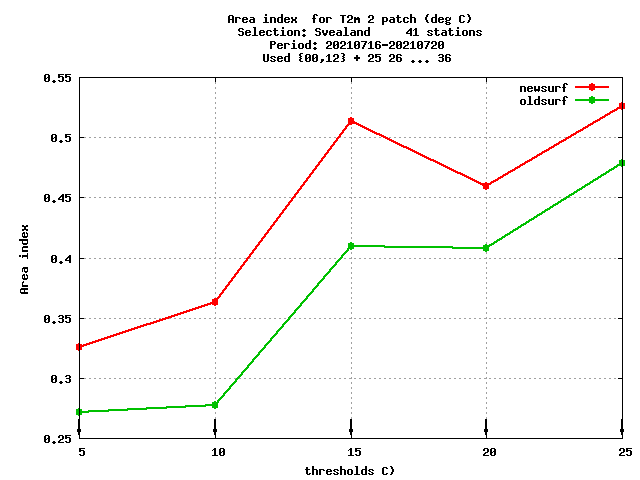 Area index  for T2m 2 patch (deg C)
Selection: Svealand     41 stations
Period: 20210716-20210720
Used {00,12} + 25 26 ... 36
newsurf
oldsurf
0.55
0.5
0.45
0.4
0.35
0.3
0.25
Area index
5 10 15 20 25
thresholds C)